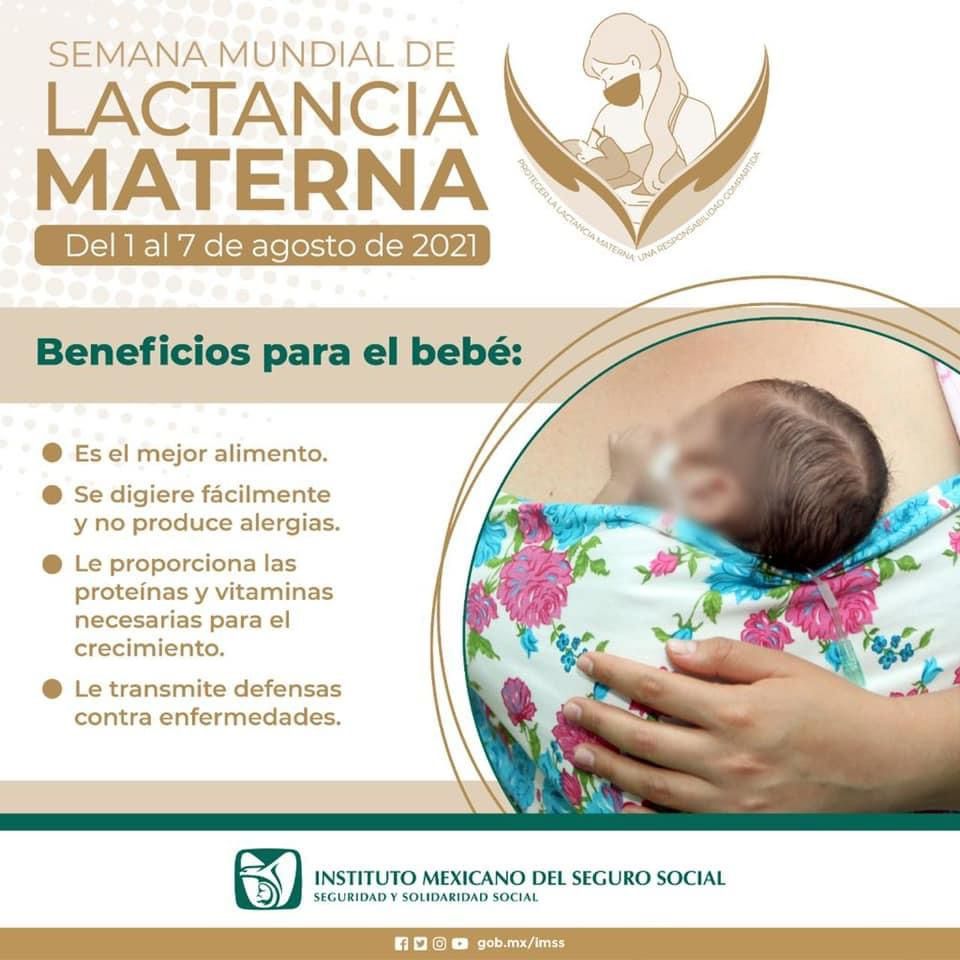 SEMANA MUNDIAL DE
LACTANCIA
MATERNA
Del 1 al 7 de agosto de 2021
PROTEGER LA LACTANCIA MATERNA: UNA RESPONSABILIDAD COMPARTIDA
Beneficios para el bebé:
Es el mejor alimento.
Se digiere fácilmente
y no produce alergias.
Le proporciona las
proteínas y vitaminas
necesarias para el
crecimiento.
Le transmite defensas
contra enfermedades.
INSTITUTO MEXICANO DEL SEGURO SOCIAL
SEGURIDAD Y SOLIDARIDAD SOCIAL
gob.mx/imss